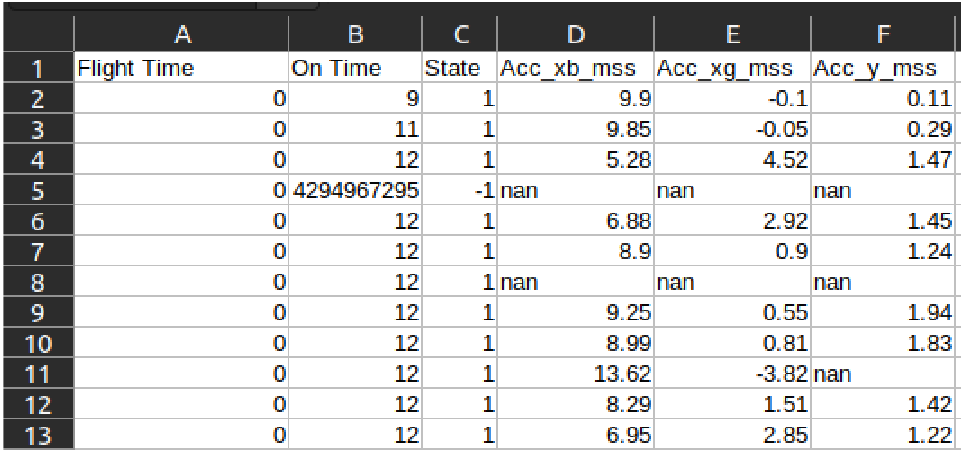 A B C D E F
1 Flight Time On Time State Acc_xb_mss Acc_xg_mss Acc_y_mss
2 0 9 1 9.9 -0.1 0.11
3 0 11 1 9.85 -0.05 0.29
4 0 12 1 5.28 4.52 1.47
5 0 4294967295 -1 nan nan nan
6 0 12 1 6.88 2.92 1.45
7 0 12 1 8.9 0.9 1.24
8 0 12 1 nan nan nan
9 0 12 1 9.25 0.55 1.94
10 0 12 1 8.99 0.81 1.83
11 0 12 1 13.62 -3.82 nan
12 0 12 1 8.29 1.51 1.42
13 0 12 1 6.95 2.85 1.22